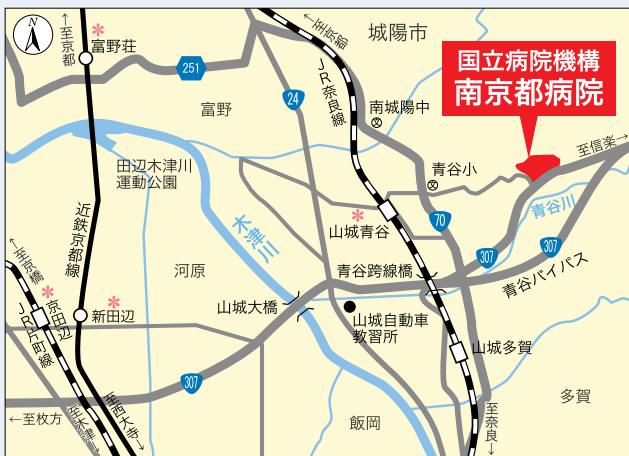 N
←至京都
富野荘
251
富野
24
←至京都
JR奈良線
城陽市
国立病院機構
南京都病院
南城陽中
文
至信楽→
青谷小
文
田辺木津川
運動公園
木津川
山城青谷
70
青谷川
近鉄京都線
河原
青谷跨線橋
307
307
青谷バイパス
←至京橋
京田辺
JR片町線
新田辺
山城大橋
山城自動車
教習所
山城多賀
307
多賀
←至枚方
至木津→
至西大寺→
飯岡
至奈良→